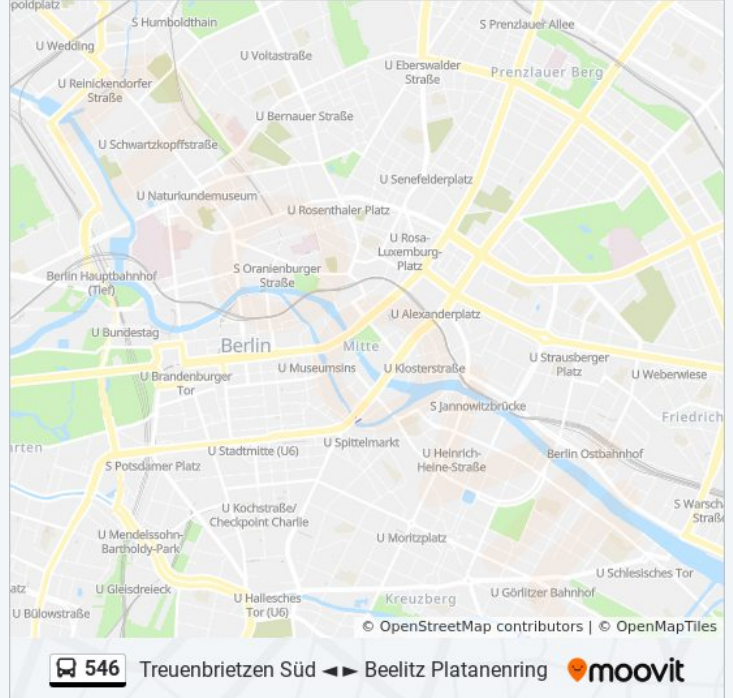 poldplatz
S Humboldthain
S Prenzlauer Allee
U Wedding
U Voltastraße
U Eberswalder
Straße
Prenzlauer Berg
U Reinickendorfer
Straße
U Bernauer Straße
U Schwartzkopffstraße
U Senefelderplatz
U Naturkundemuseum
U Rosenthaler Platz
U Rosa-
Luxemburg-
Platz
Berlin Hauptbahnhof
(Tief)
S Oranienburger
Straße
U Alexanderplatz
U Bundestag
Berlin
Mitte
U Strausberger
Platz
U Museumsins
U Klosterstraße
U Weberwiese
U Brandenburger
Tor
S Jannowitzbrücke
Friedrich
rten
U Stadtmitte (U6)
U Spittelmarkt
U Heinrich-
Heine-Straße
Berlin Ostbahnhof
S Potsdamer Platz
S Warsch
Straße
U Kochstraße/
Checkpoint Charlie
U Mendelssohn-
Bartholdy-Park
U Moritzplatz
U Schlesisches Tor
atz
U Gleisdreieck
U Hallesches
Tor (U6)
Kreuzberg
U Görlitzer Bahnhof
U Bülowstraße
© OpenStreetMap contributors | © OpenMapTiles
546 Treuenbrietzen Süd ◄ ► Beelitz Platanenring moovit